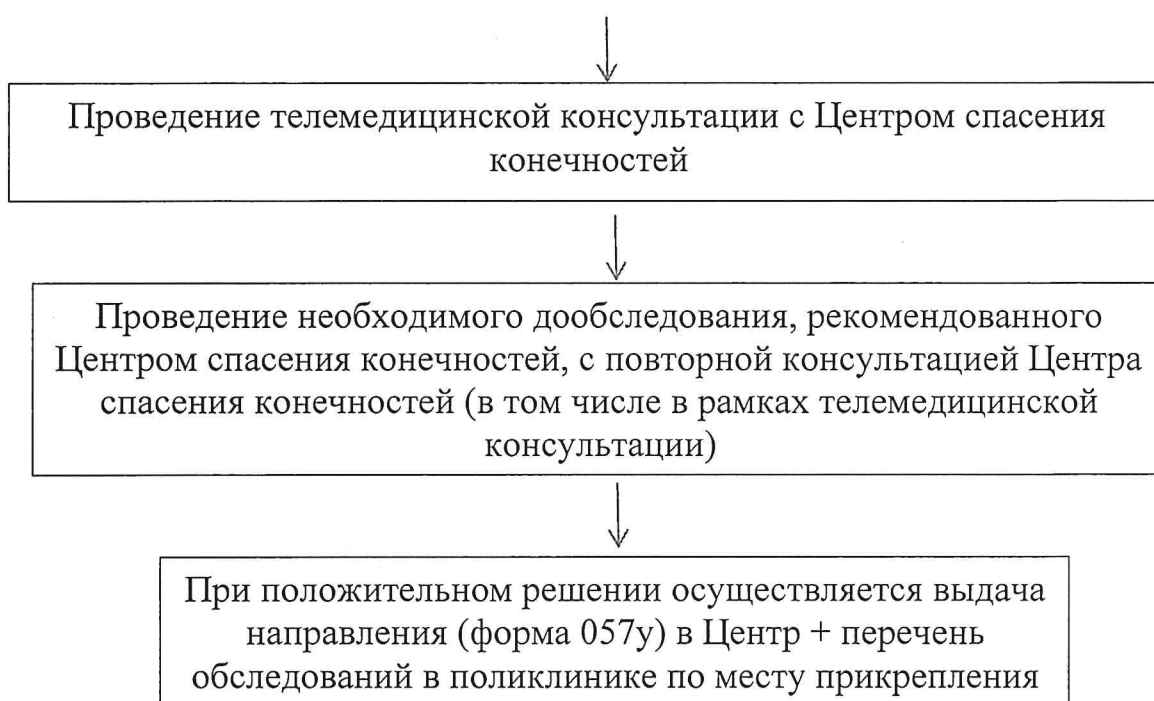 Проведение телемедицинской консультации с Центром спасения
конечностей
Проведение необходимого дообследования, рекомендованного
Центром спасения конечностей, с повторной консультацией Центра
спасения конечностей (в том числе в рамках телемедицинской
консультации)
При положительном решении осуществляется выдача
направления (форма 057у) в Центр + перечень
обследований в поликлинике по месту прикрепления